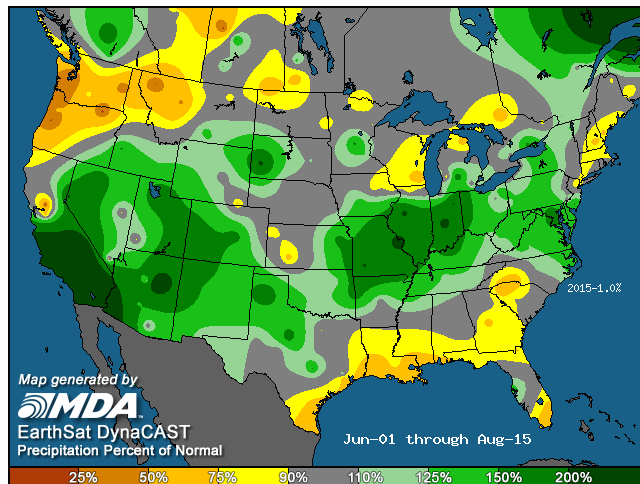 2015-1.0%
Map generated by
MDA.
EarthSat DynaCAST
Precipitation Percent of Normal
Jun-01 through Aug-15
25% 50% 75% 90% 110% 125% 150% 200%